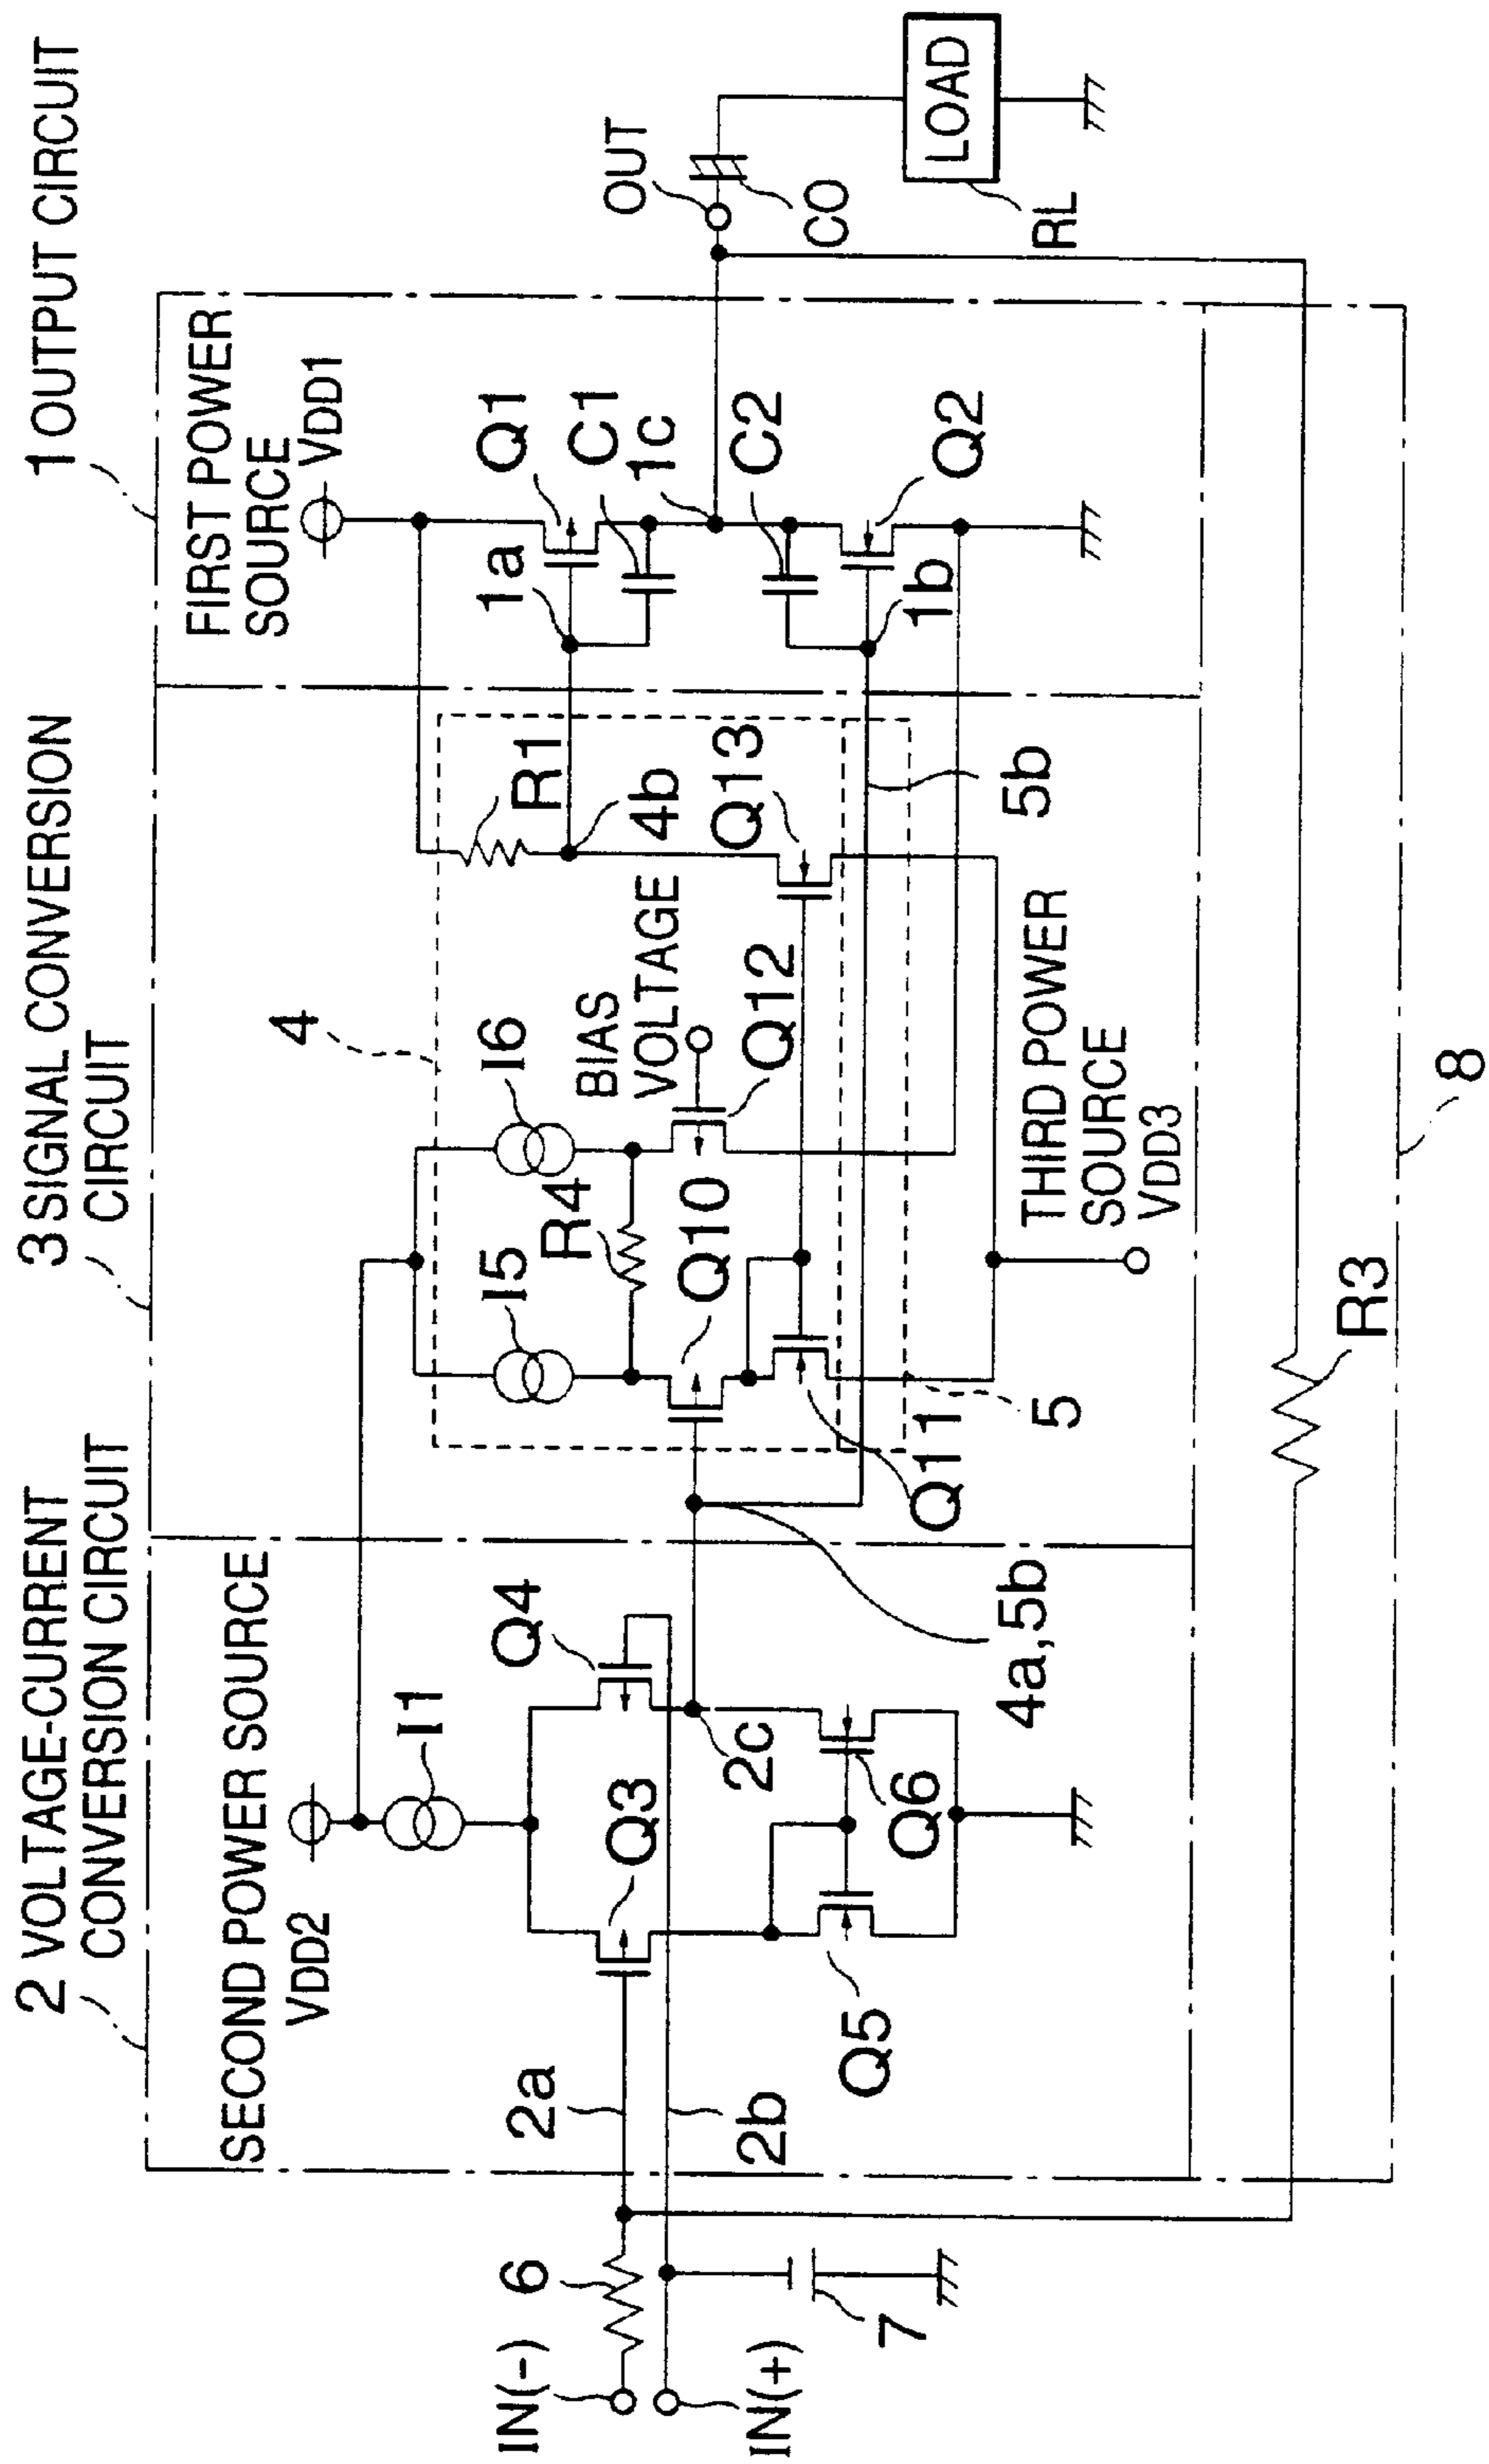 2 VOLTAGE-CURRENT
CONVERSION CIRCUIT
3 SIGNAL CONVERSION
CIRCUIT
1 OUTPUT CIRCUIT
SECOND POWER SOURCE
VDD2
I1
Q4
Q3
2a
2b
2c
Q5
Q6
4a,5b
IN(-)
6
IN(+)
7
4
I5
I6
R4
BIAS
VOLTAGE
Q10
Q12
Q11
Q13
R1
4b
5
5b
THIRD POWER
SOURCE
VDD3
FIRST POWER
SOURCE
VDD1
Q1
1a
C1
1c
C2
1b
Q2
OUT
CO
LOAD
RL
R3
8